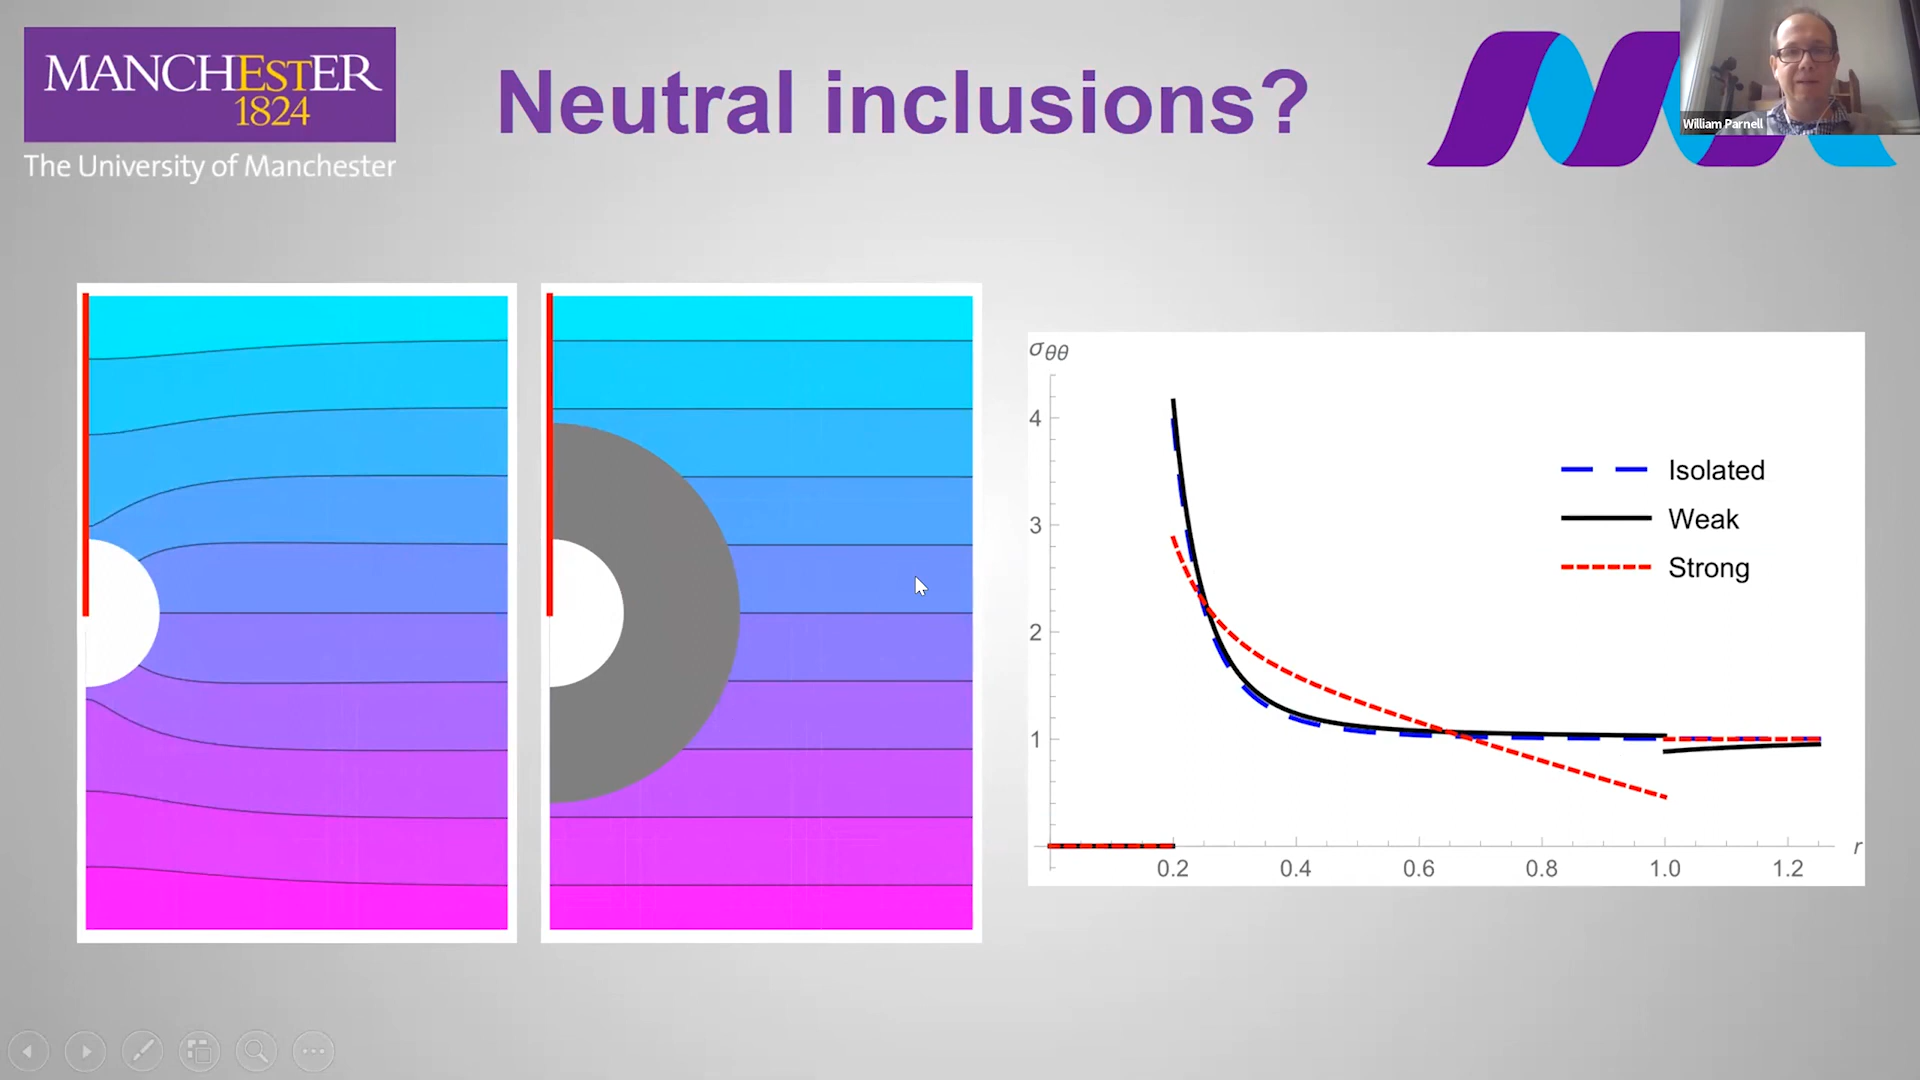 MANCHESTER
1824
The University of Manchester
Neutral inclusions?
William Parnell
σθθ
4
3
2
1
Isolated
Weak
Strong
0.2 0.4 0.6 0.8 1.0 1.2
r